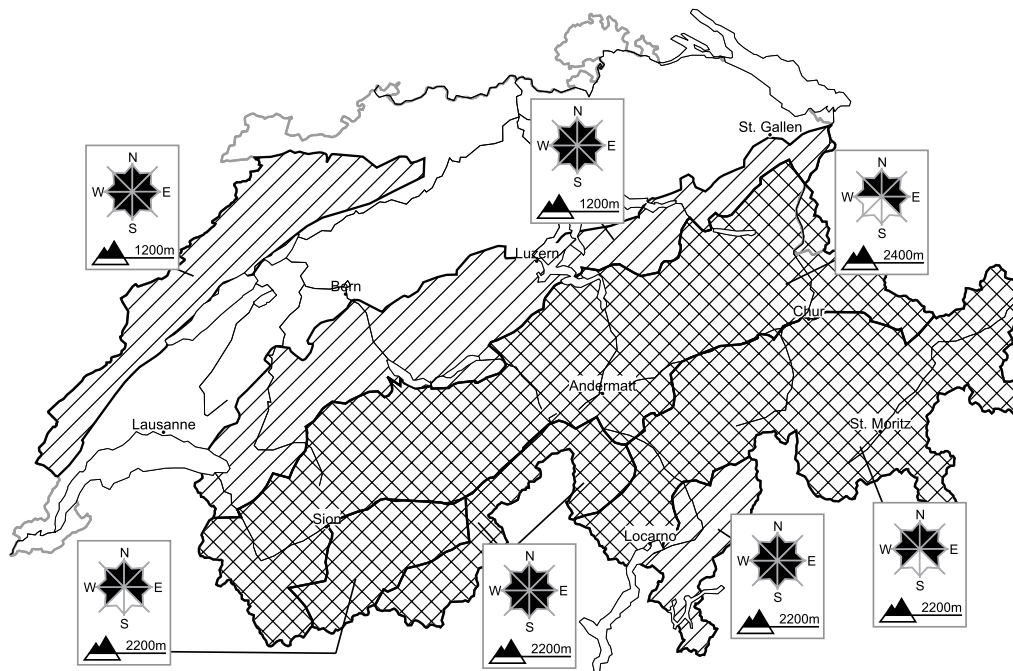 N
W E
S
1200m
N
W E
S
1200m
St. Gallen
N
W E
S
2400m
Luzern
Bern
Chur
Andermatt
Lausanne
St. Moritz
Sion
Locarno
N
W E
S
2200m
N
W E
S
2200m
N
W E
S
2200m
N
W E
S
2200m